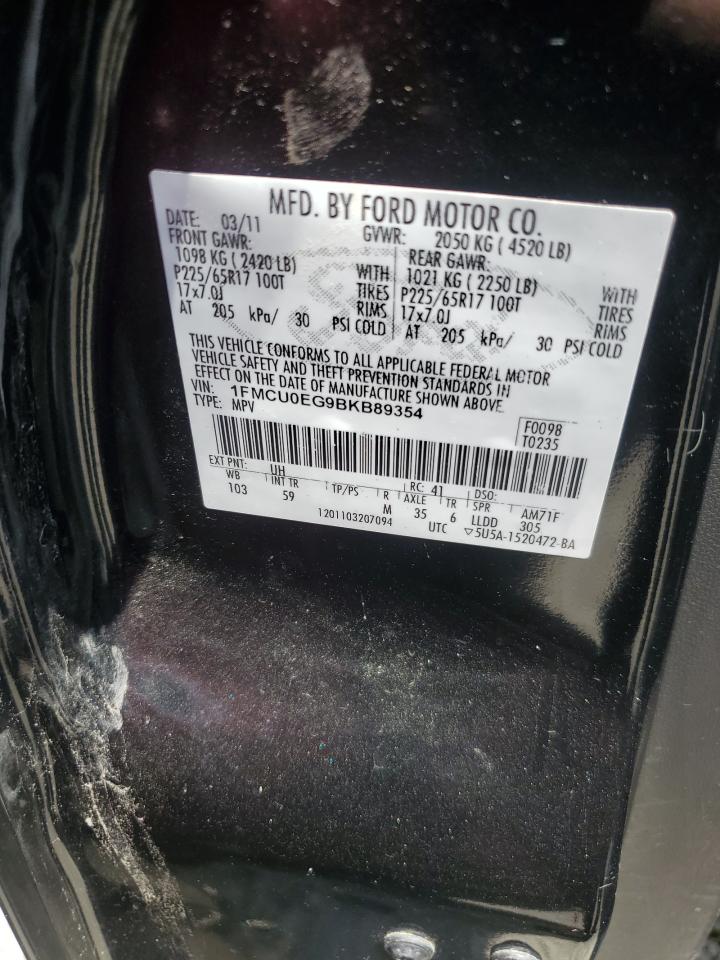 MFD. BY FORD MOTOR CO.
DATE: 03/11 GVWR: 2050 KG ( 4520 LB)
FRONT GAWR: REAR GAWR:
1098 KG ( 2420 LB) WITH 1021 KG ( 2250 LB) WITH
P225/65R17 100T TIRES P225/65R17 100T TIRES
17x7.0J RIMS 17x7.0J RIMS
AT 205 kPa/ 30 PSI COLD AT 205 kPa/ 30 PSI COLD
THIS VEHICLE CONFORMS TO ALL APPLICABLE FEDERAL MOTOR
VEHICLE SAFETY AND THEFT PREVENTION STANDARDS IN
EFFECT ON THE DATE OF MANUFACTURE SHOWN ABOVE.
VIN: 1FMCU0EG9BKB89354 F0098
TYPE: MPV T0235
EXT PNT: UH RC: 41 DSO:
WB INT TR TP/PS R AXLE TR SPR AM71F
103 59 M 35 6 LLDD 305
1201103207094 UTC ▽5U5A-1520472-BA